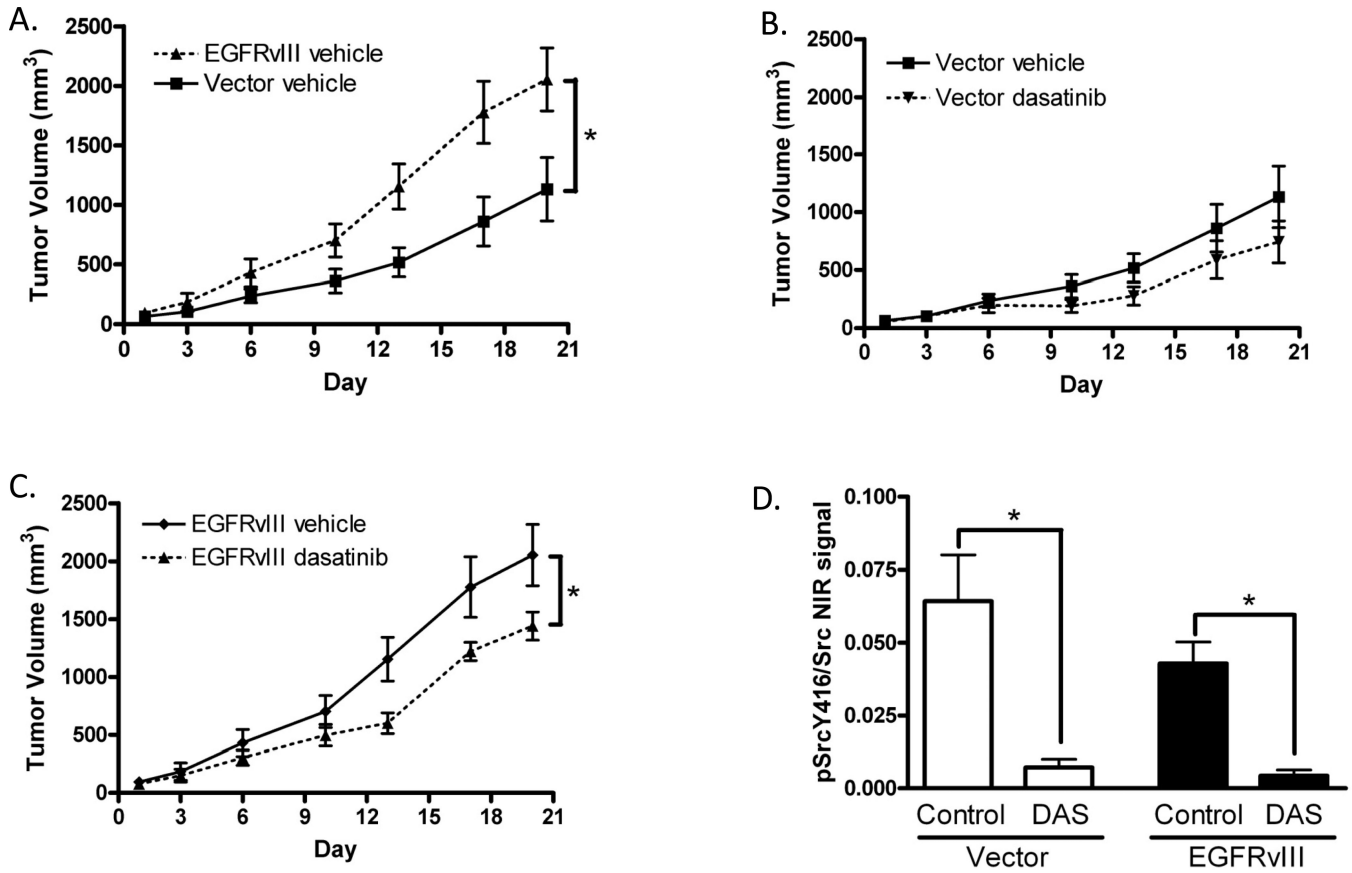 A.
EGFRvIII vehicle
Vector vehicle
Tumor Volume (mm3)
2500
2000
1500
1000
500
0
*
0 3 6 9 12 15 18 21
Day
B.
Vector vehicle
Vector dasatinib
Tumor Volume (mm3)
2500
2000
1500
1000
500
0
0 3 6 9 12 15 18 21
Day
C.
EGFRvIII vehicle
EGFRvIII dasatinib
Tumor Volume (mm3)
2500
2000
1500
1000
500
0
*
0 3 6 9 12 15 18 21
Day
D.
pSrcY416/Src NIR signal
0.100
0.075
0.050
0.025
0.000
*
*
Control DAS Control DAS
Vector EGFRvIII